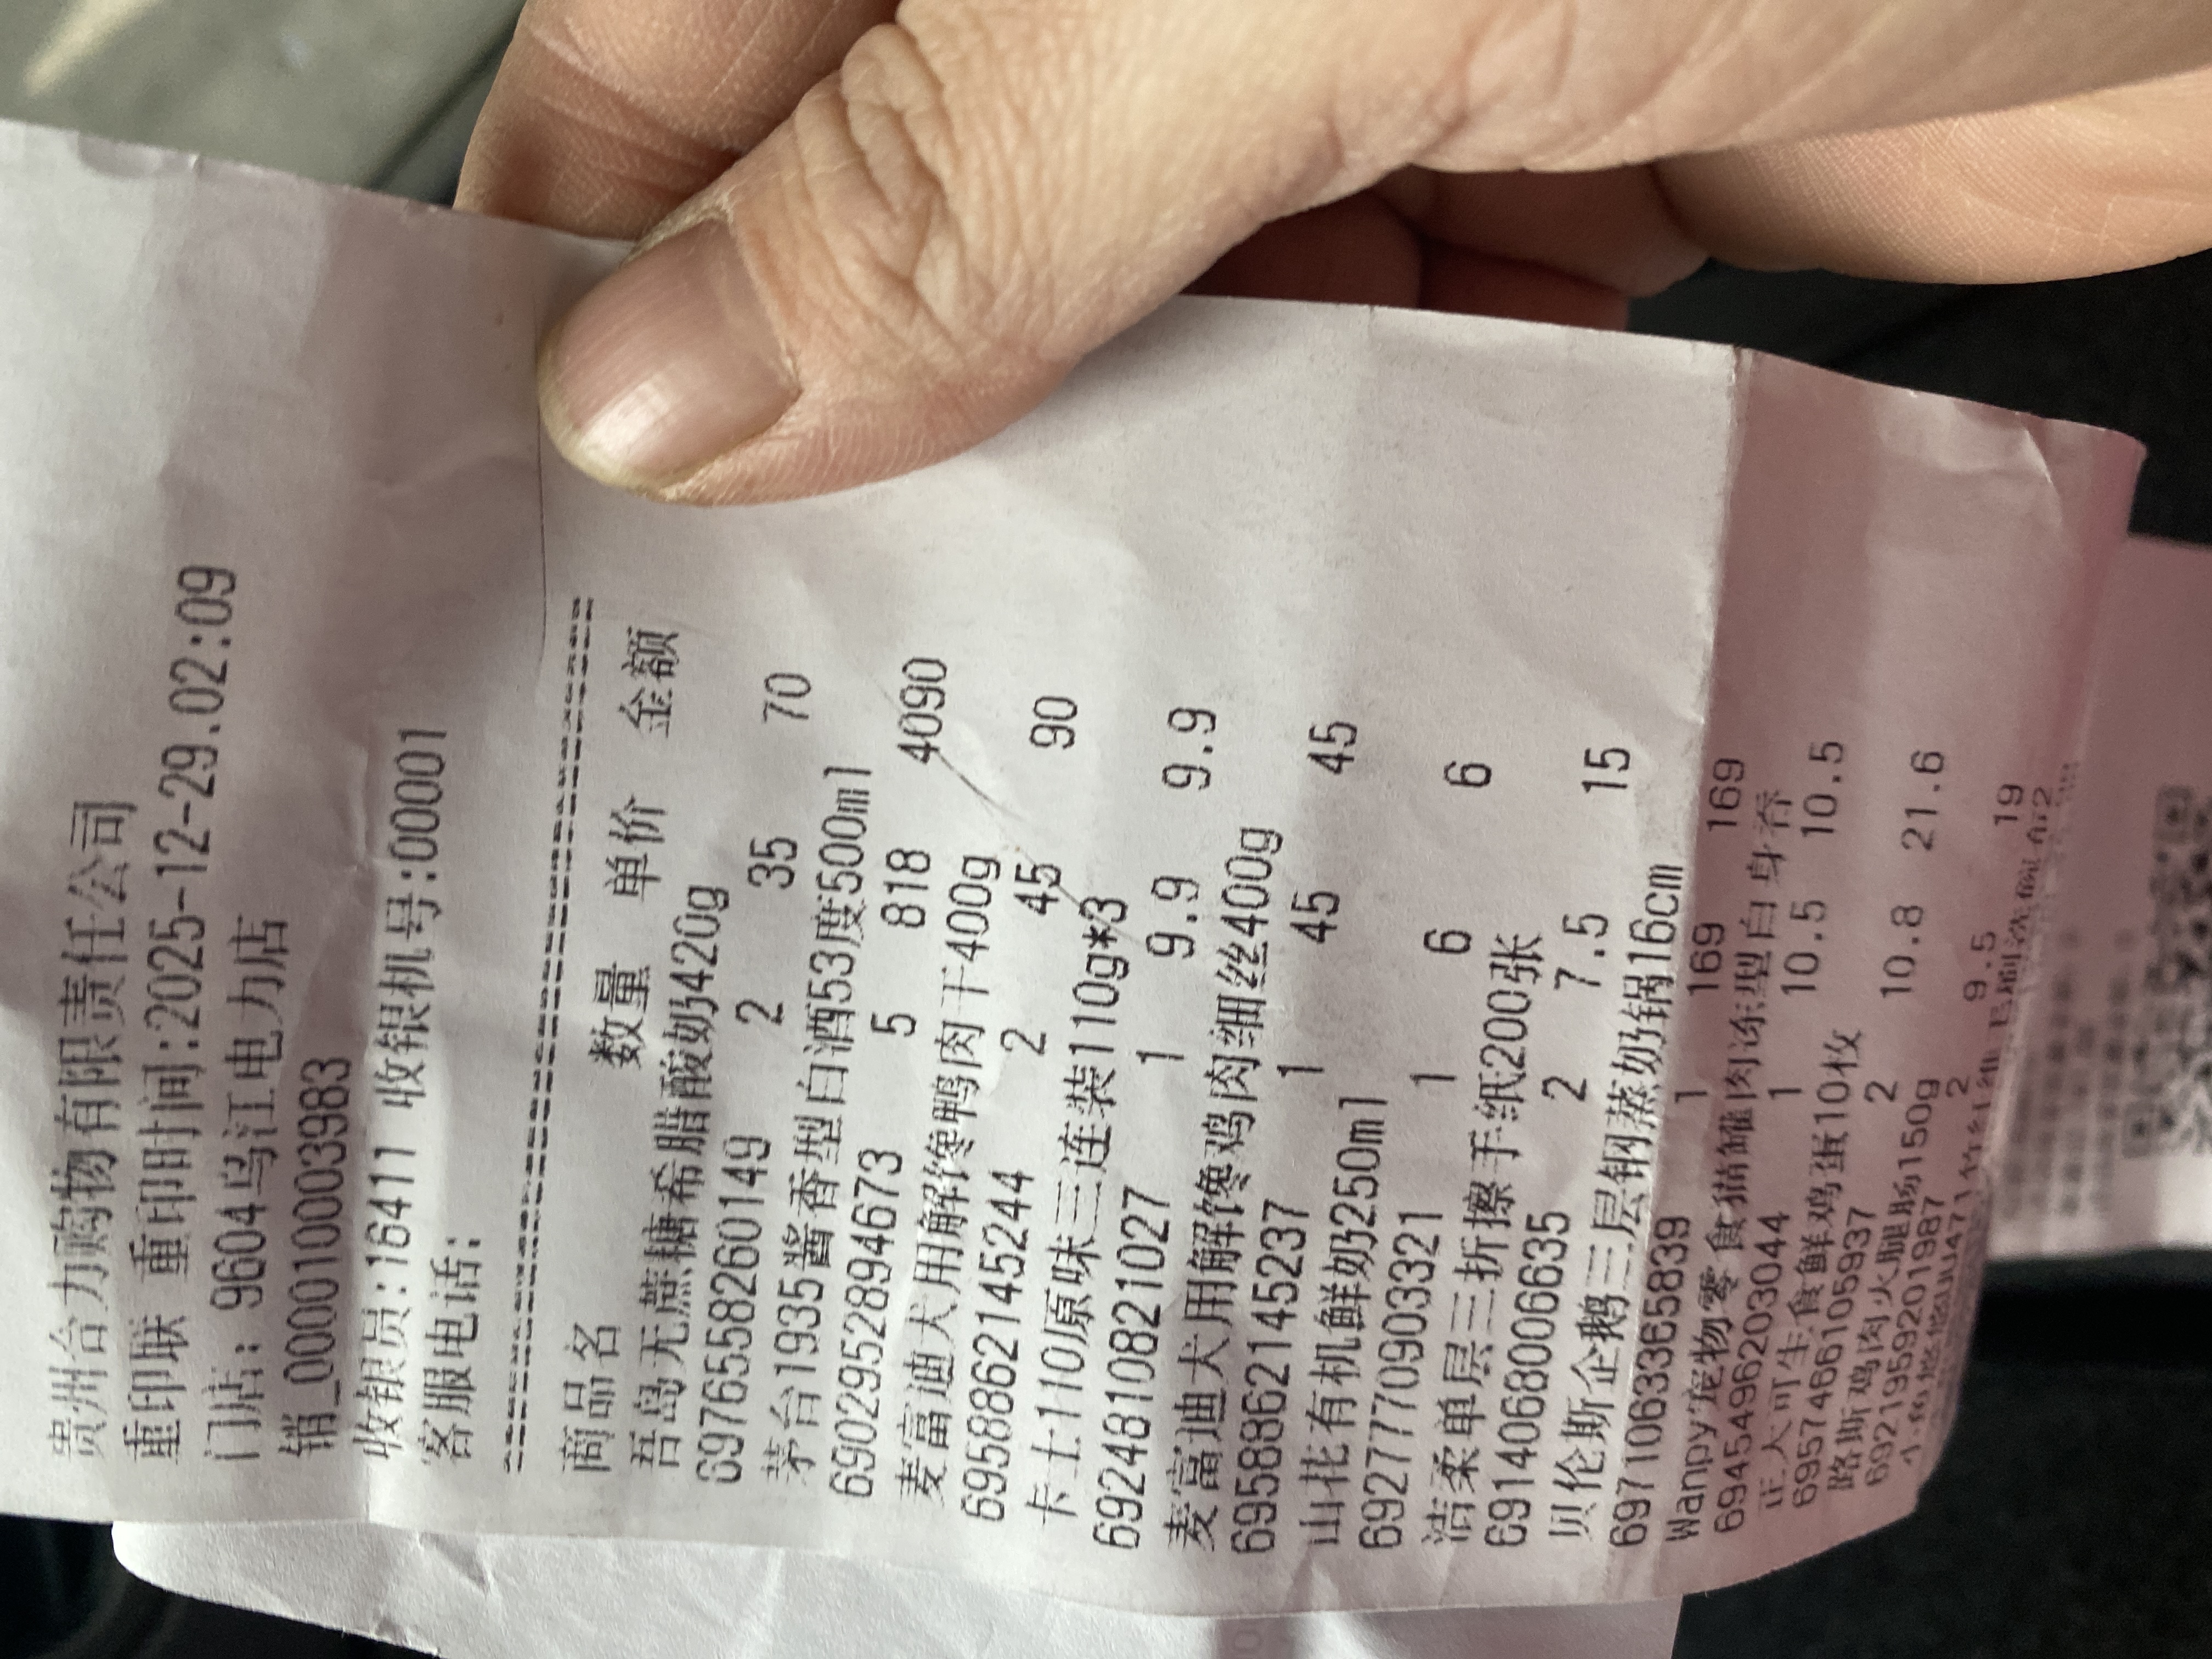 贵州合力购物有限责任公司
重印联 重印时间:2025-12-29.02:09
门店: 9604乌江电力店
销_00001000003983
收银员:16411 收银机号:00001
客服电话:
商品名 数量 单价 金额
吾岛无蔗糖希腊酸奶420g
6976558260149 2 35 70
茅台1935酱香型白酒53度500ml
6902952894673 5 818 4090
麦富迪犬用解馋鸭肉干400g
6958862145244 2 45 90
卡士110原味三连装110g*3
6924810821027 1 9.9 9.9
麦富迪犬用解馋鸡肉细丝400g
6958862145237 1 45 45
山花有机鲜奶250ml
6927770903321 1 6 6
洁柔单层三折擦手纸200张
6914068006635 2 7.5 15
贝伦斯企鹅三层钢蒸奶锅16cm
6971063365839 1 169 169
Wanpy宠物零食猫罐肉冻型白身吞
6945496203044 1 10.5 10.5
正大可生食鲜鸡蛋10枚
6957466105937 2 10.8 21.6
路斯鸡肉火腿肠150g
6921959201987 2 9.5 19